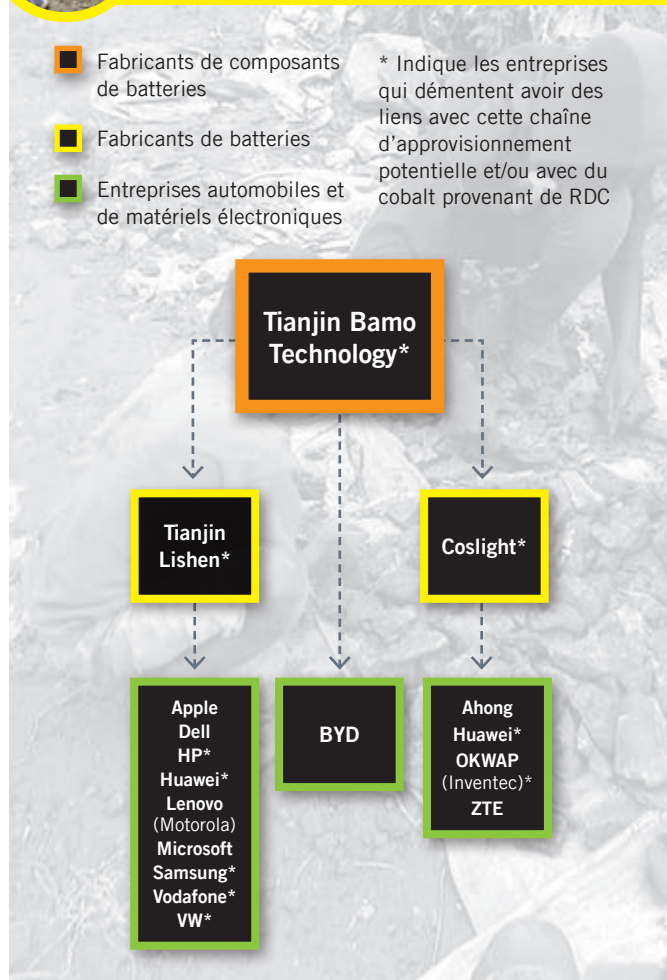 Fabricants de composants
de batteries
Fabricants de batteries
Entreprises automobiles et
de matériels électroniques
* Indique les entreprises
qui démentent avoir des
liens avec cette chaîne
d'approvisionnement
potentielle et/ou avec du
cobalt provenant de RDC
Tianjin Bamo
Technology*
Tianjin
Lishen*
Coslight*
Apple
Dell
HP*
Huawei*
Lenovo
(Motorola)
Microsoft
Samsung*
Vodafone*
VW*
BYD
Ahong
Huawei*
OKWAP
(Inventec)*
ZTE